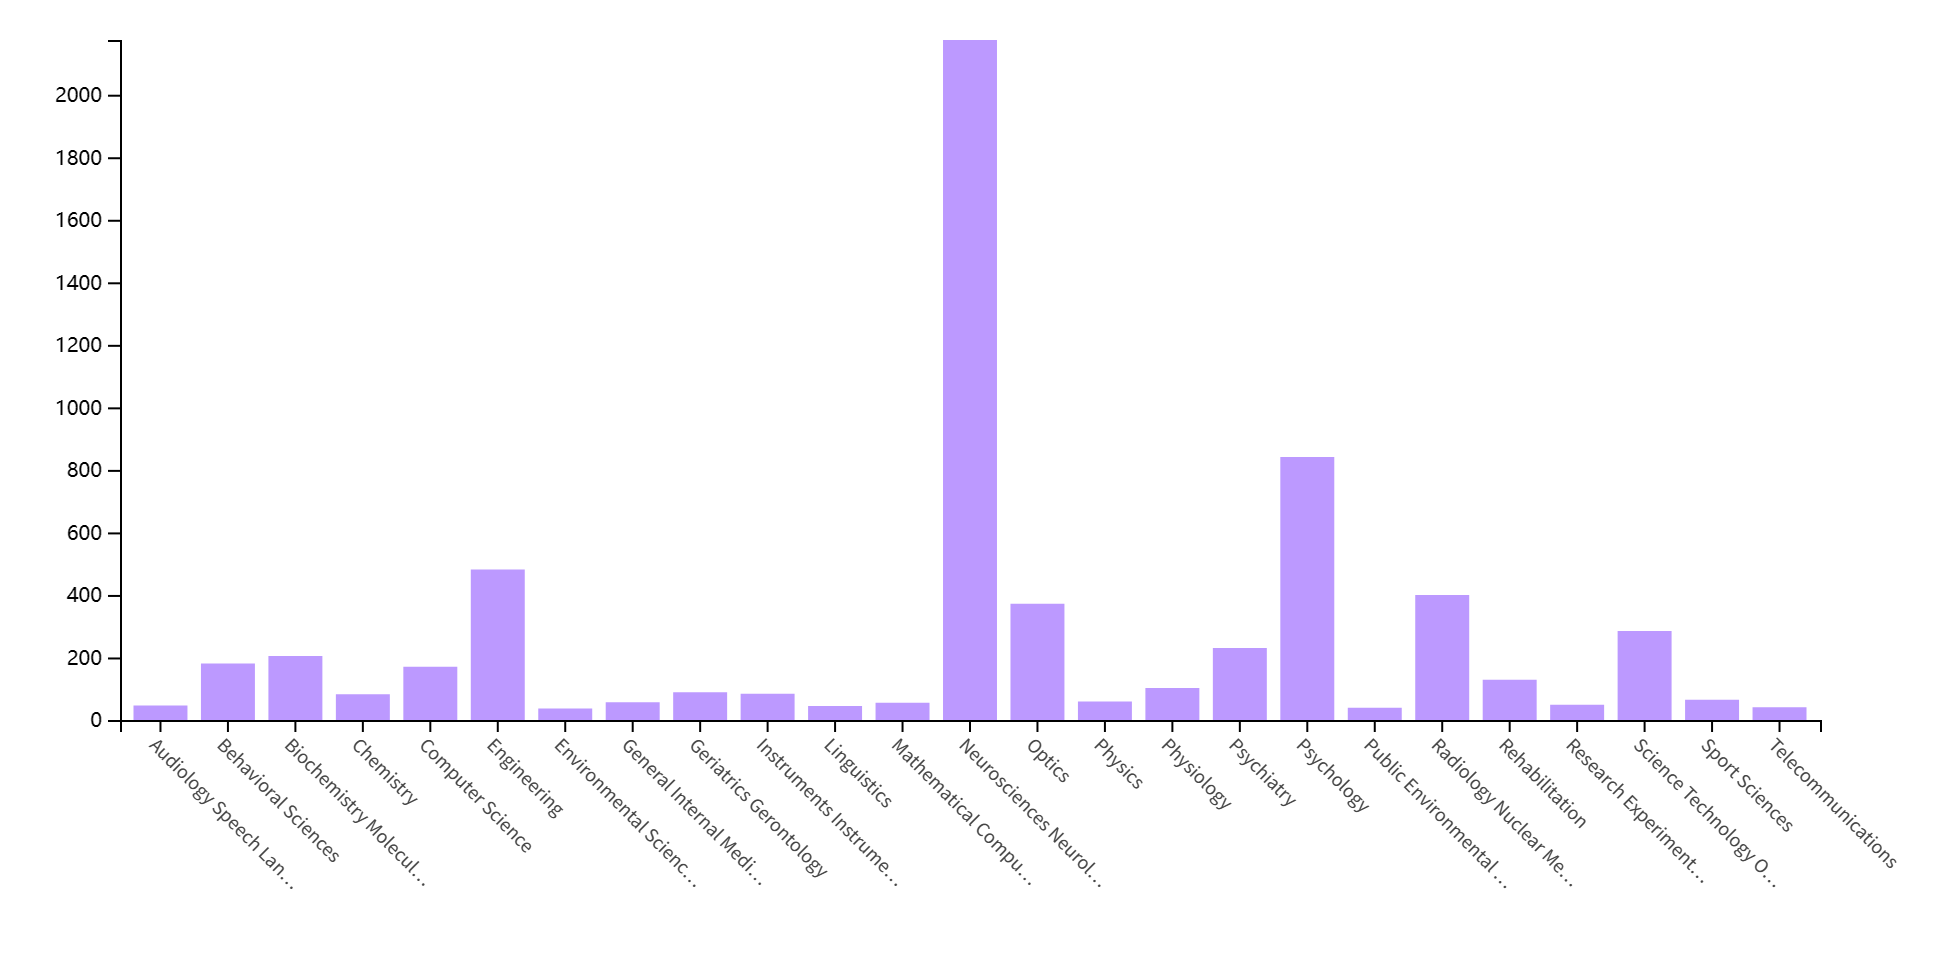 2000
1800
1600
1400
1200
1000
800
600
400
200
0
Audiology Speech Lan...
Behavioral Sciences
Biochemistry Molecul...
Chemistry
Computer Science
Engineering
Environmental Scienc...
General Internal Medi...
Geriatrics Gerontology
Instruments Instrume...
Linguistics
Mathematical Compu...
Neurosciences Neurol...
Optics
Physics
Physiology
Psychiatry
Psychology
Public Environmental ...
Radiology Nuclear Me...
Rehabilitation
Research Experiment...
Science Technology O...
Sport Sciences
Telecommunications